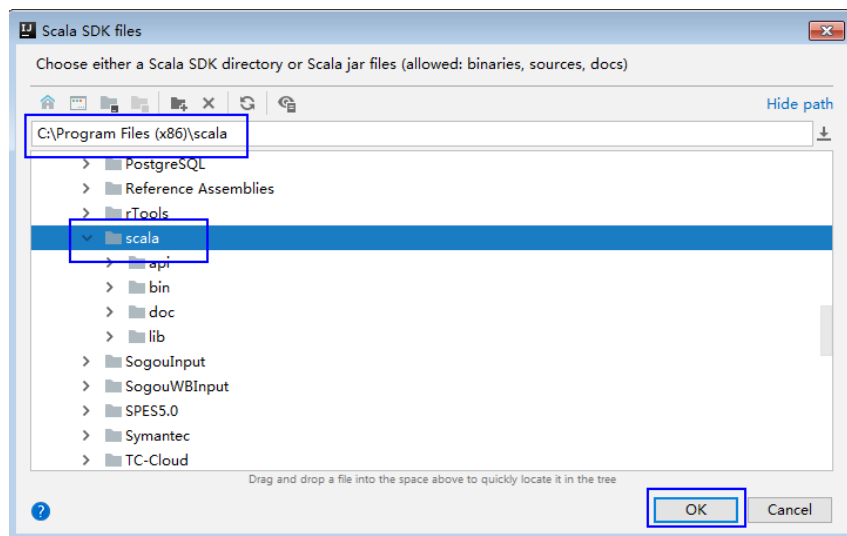 Scala SDK files
Choose either a Scala SDK directory or Scala jar files (allowed: binaries, sources, docs)
Hide path
C:\Program Files (x86)\scala
PostgreSQL
Reference Assemblies
rTools
scala
api
bin
doc
lib
SogouInput
SogouWBInput
SPES5.0
Symantec
TC-Cloud
Drag and drop a file into the space above to quickly locate it in the tree
? OK Cancel